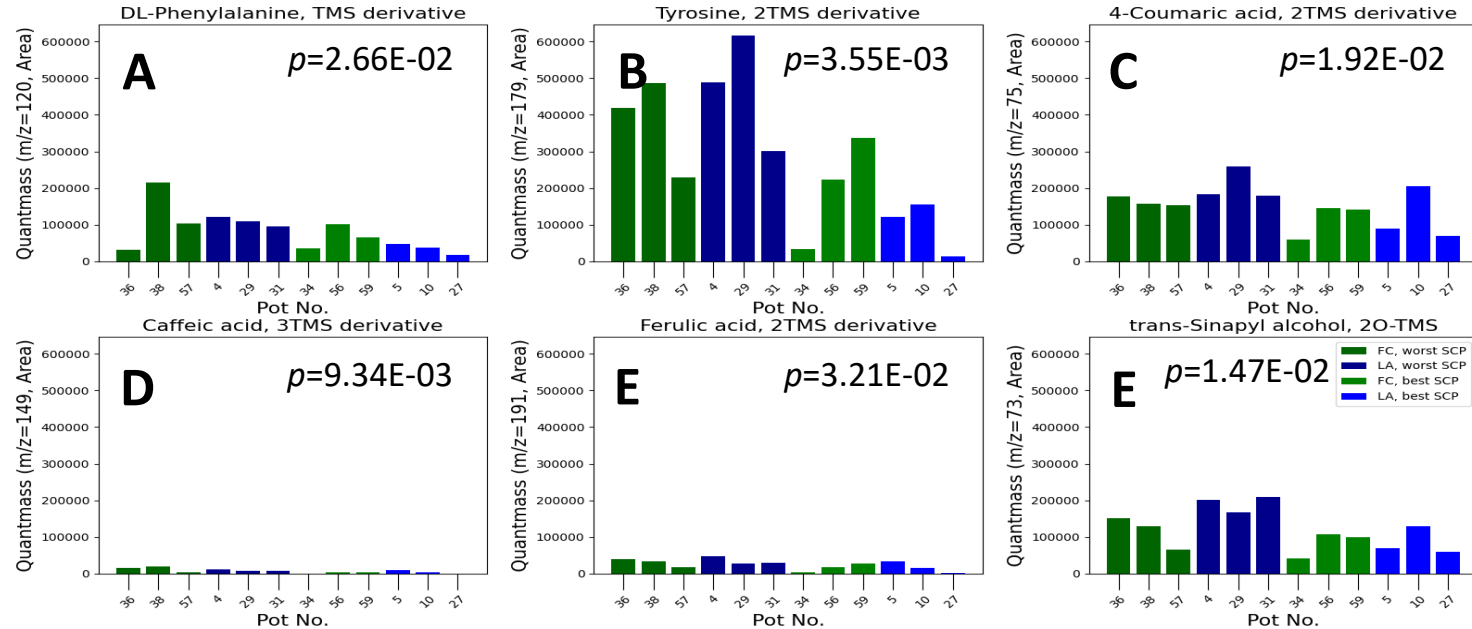 DL-Phenylalanine, TMS derivative
A
p=2.66E-02
Quantmass (m/z=120, Area)
600000
500000
400000
300000
200000
100000
0
36 38 57 4 29 31 34 56 59 5 10 27
Pot No.
Tyrosine, 2TMS derivative
B
p=3.55E-03
Quantmass (m/z=179, Area)
600000
500000
400000
300000
200000
100000
0
36 38 57 4 29 31 34 56 59 5 10 27
Pot No.
4-Coumaric acid, 2TMS derivative
C
p=1.92E-02
Quantmass (m/z=75, Area)
600000
500000
400000
300000
200000
100000
0
36 38 57 4 29 31 34 56 59 5 10 27
Pot No.
Caffeic acid, 3TMS derivative
D
p=9.34E-03
Quantmass (m/z=149, Area)
600000
500000
400000
300000
200000
100000
0
36 38 57 4 29 31 34 56 59 5 10 27
Pot No.
Ferulic acid, 2TMS derivative
E
p=3.21E-02
Quantmass (m/z=191, Area)
600000
500000
400000
300000
200000
100000
0
36 38 57 4 29 31 34 56 59 5 10 27
Pot No.
trans-Sinapyl alcohol, 2O-TMS
E
p=1.47E-02
FC, worst SCP
LA, worst SCP
FC, best SCP
LA, best SCP
Quantmass (m/z=73, Area)
600000
500000
400000
300000
200000
100000
0
36 38 57 4 29 31 34 56 59 5 10 27
Pot No.